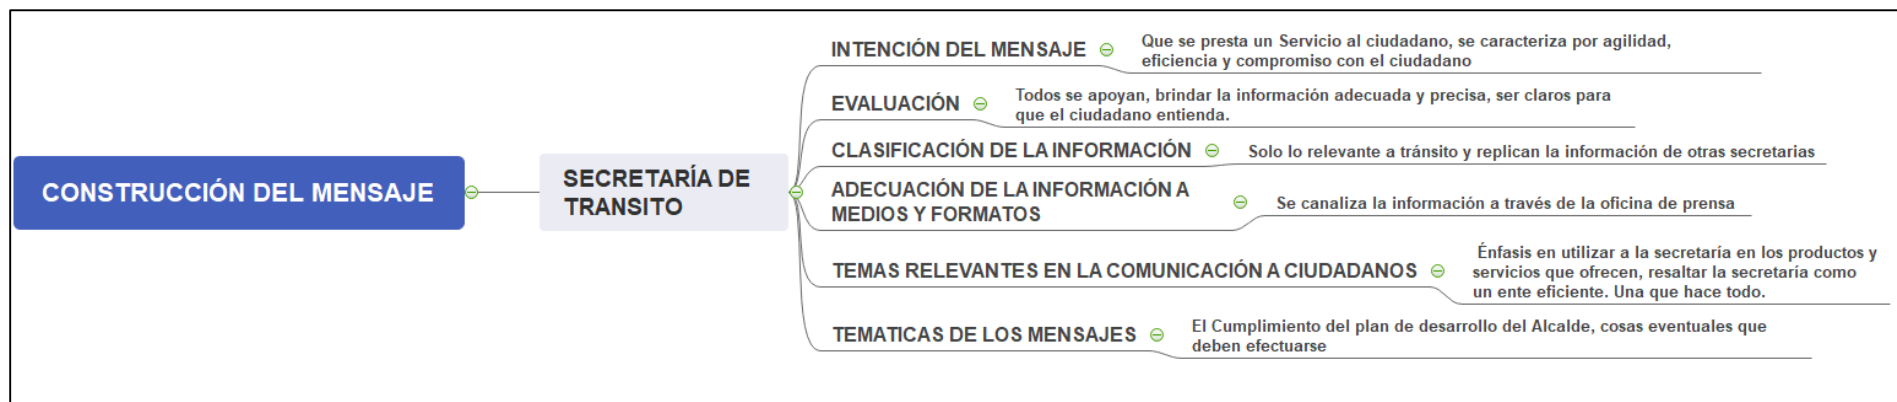 CONSTRUCCIÓN DEL MENSAJE
SECRETARÍA DE
TRANSITO
INTENCIÓN DEL MENSAJE
Que se presta un Servicio al ciudadano, se caracteriza por agilidad,
eficiencia y compromiso con el ciudadano
EVALUACIÓN
Todos se apoyan, brindar la información adecuada y precisa, ser claros para
que el ciudadano entienda.
CLASIFICACIÓN DE LA INFORMACIÓN
Solo lo relevante a tránsito y replican la información de otras secretarias
ADECUACIÓN DE LA INFORMACIÓN A
MEDIOS Y FORMATOS
Se canaliza la información a través de la oficina de prensa
TEMAS RELEVANTES EN LA COMUNICACIÓN A CIUDADANOS
Énfasis en utilizar a la secretaría en los productos y
servicios que ofrecen, resaltar la secretaría como
un ente eficiente. Una que hace todo.
TEMATICAS DE LOS MENSAJES
El Cumplimiento del plan de desarrollo del Alcalde, cosas eventuales que
deben efectuarse